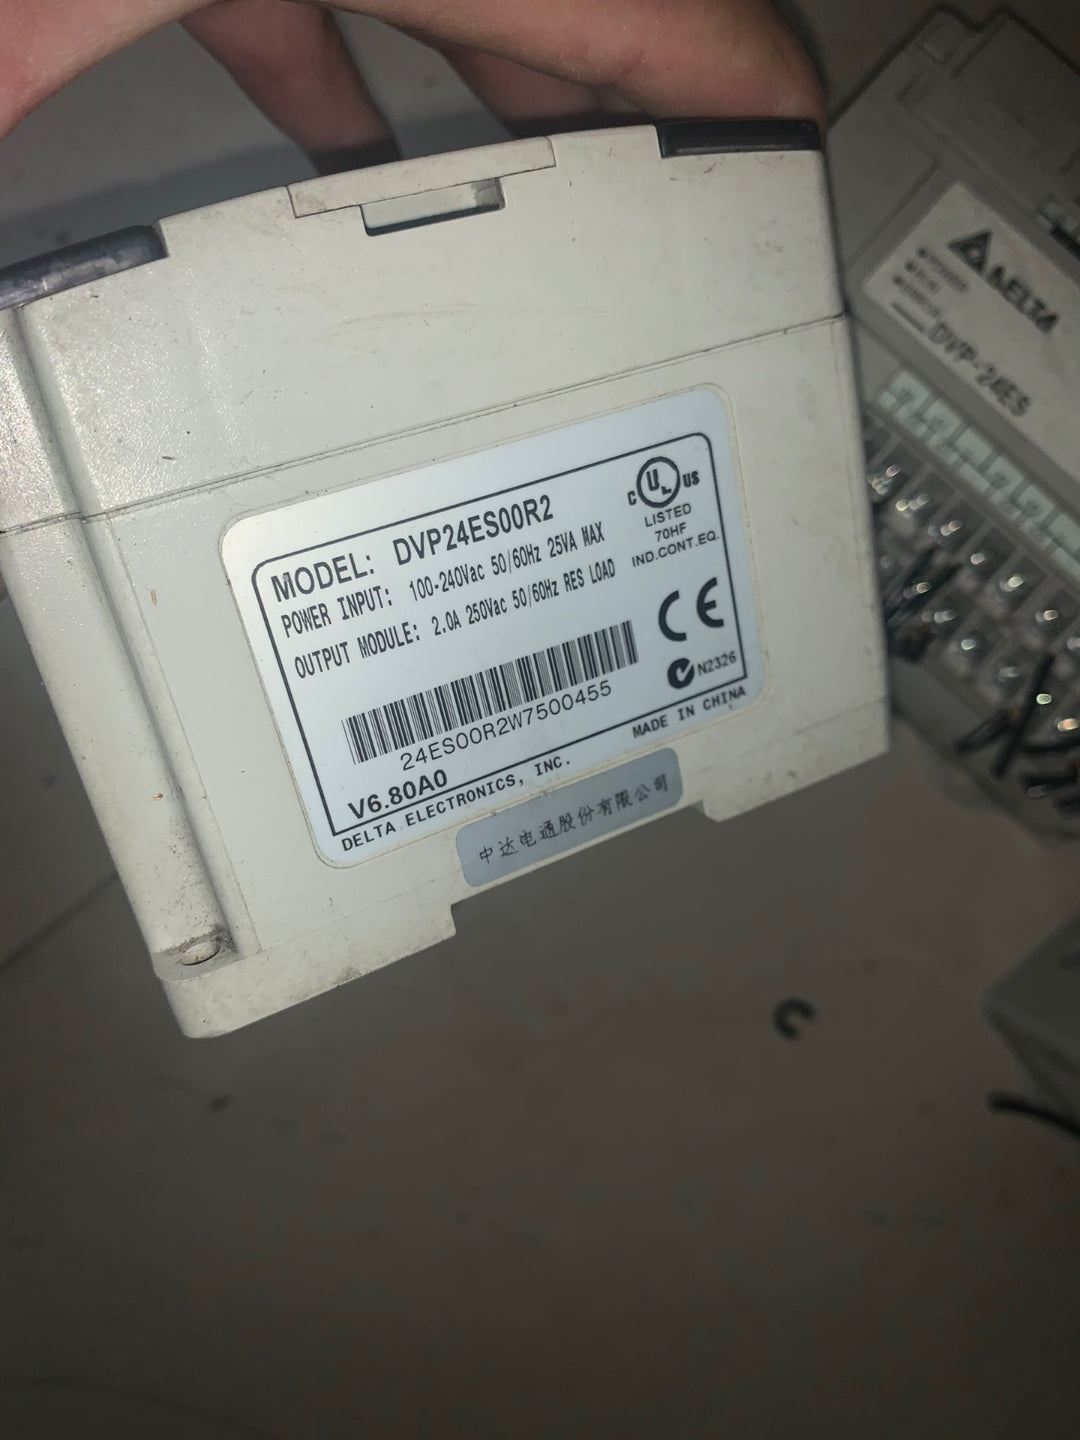 MODEL: DVP24ES00R2
POWER INPUT: 100-240Vac 50/60Hz 25VA MAX
OUTPUT MODULE: 2.0A 250Vac 50/60Hz RES LOAD
C UL US
LISTED
70HF
IND.CONT.EQ.
CE
N2326
24ES00R2W7500455
V6.80A0
DELTA ELECTRONICS, INC. MADE IN CHINA
中达电通股份有限公司
DELTA
DVP-24ES